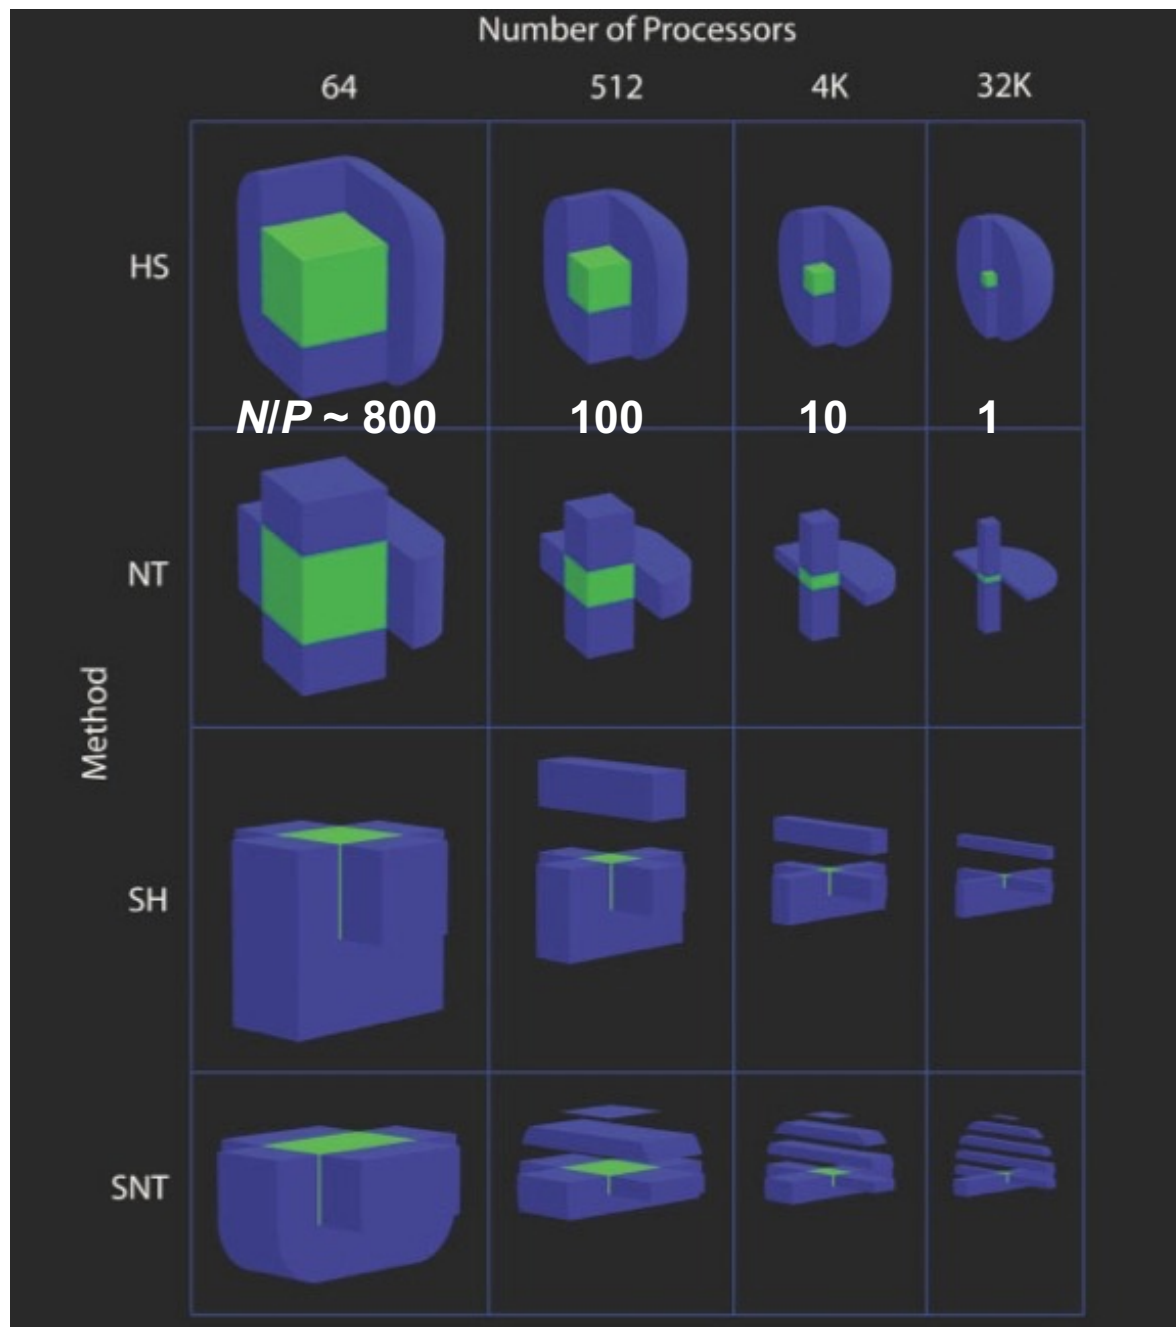 Number of Processors
64 512 4K 32K
HS
N/P ~ 800 100 10 1
NT
Method
SH
SNT